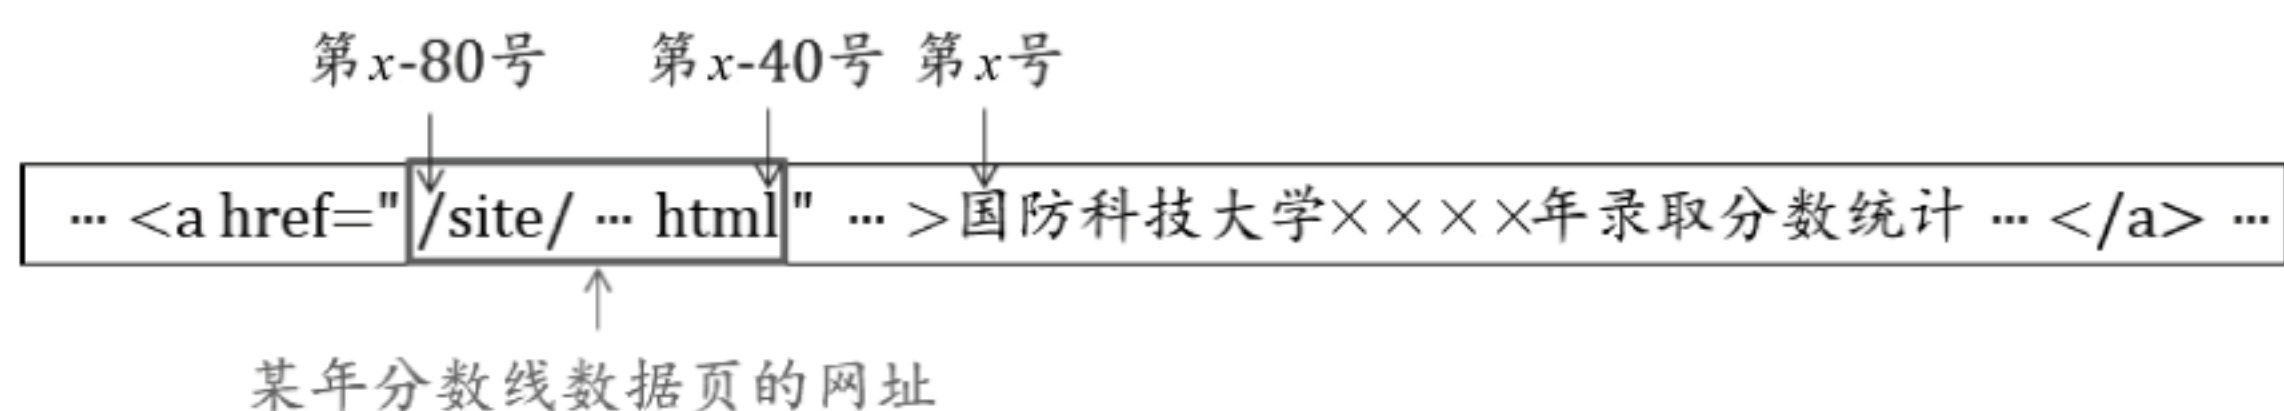 第x-80号 第x-40号 第x号
··· <a href="/site/ ··· html" ··· >国防科技大学××××年录取分数统计 ··· </a> ···
某年分数线数据页的网址